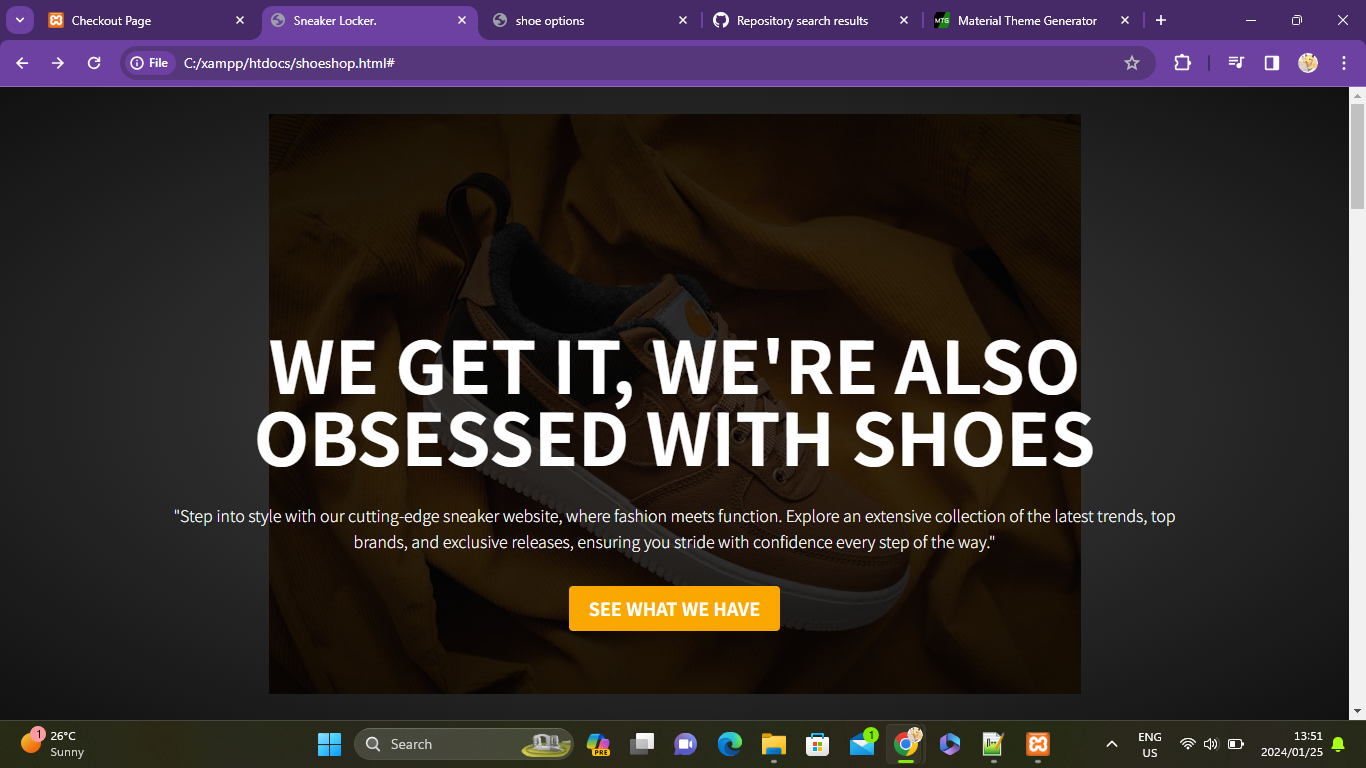 Checkout Page
Sneaker Locker.
shoe options
Repository search results
MTG
Material Theme Generator
File
C:/xampp/htdocs/shoeshop.html#
WE GET IT, WE'RE ALSO
OBSESSED WITH SHOES
"Step into style with our cutting-edge sneaker website, where fashion meets function. Explore an extensive collection of the latest trends, top
brands, and exclusive releases, ensuring you stride with confidence every step of the way."
SEE WHAT WE HAVE
1
26°C
Sunny
Search
PRE
1
ENG
US
13:51
2024/01/25